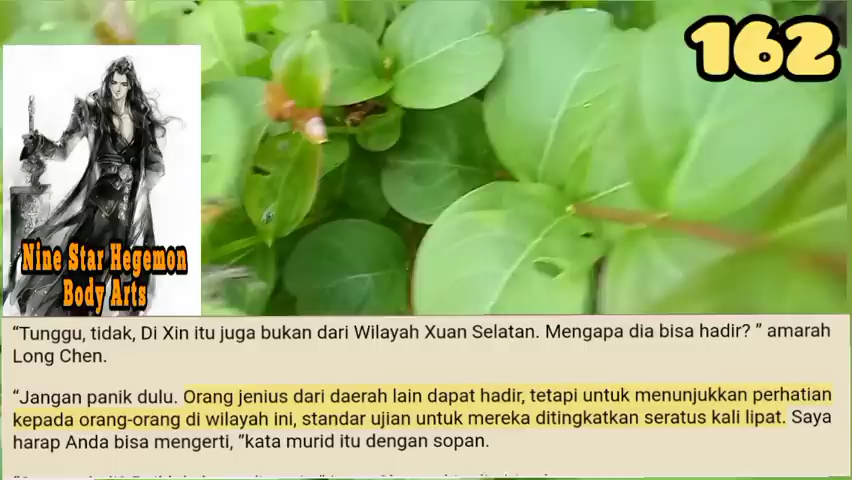 162
Nine Star Hegemon
Body Arts
“Tunggu, tidak, Di Xin itu juga bukan dari Wilayah Xuan Selatan. Mengapa dia bisa hadir? ” amarah
Long Chen.
“Jangan panik dulu. Orang jenius dari daerah lain dapat hadir, tetapi untuk menunjukkan perhatian
kepada orang-orang di wilayah ini, standar ujian untuk mereka ditingkatkan seratus kali lipat. Saya
harap Anda bisa mengerti, ”kata murid itu dengan sopan.